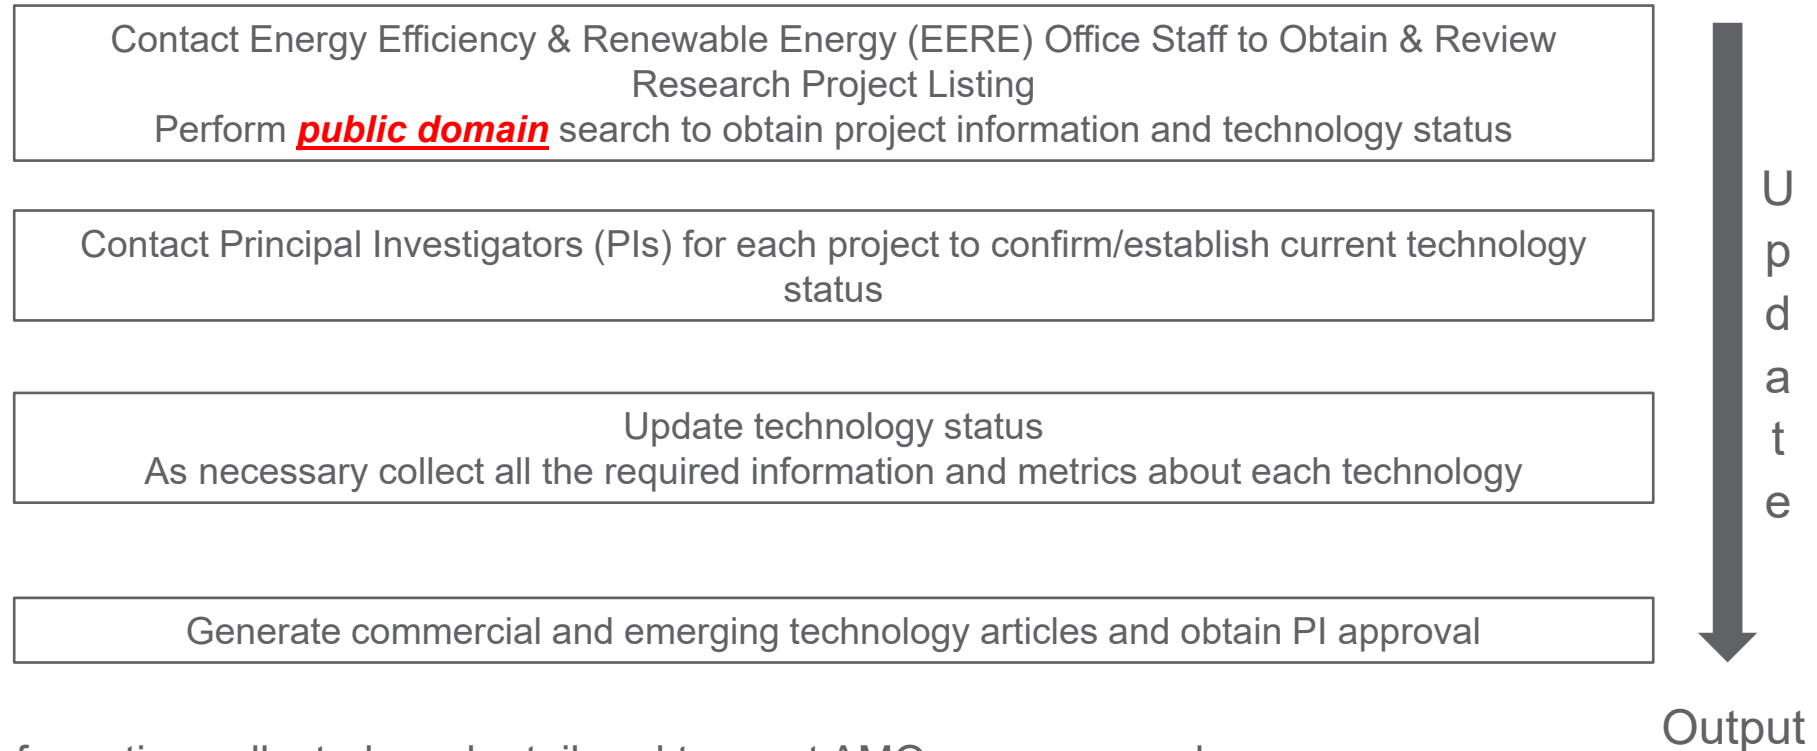 Contact Energy Efficiency & Renewable Energy (EERE) Office Staff to Obtain & Review
Research Project Listing
Perform public domain search to obtain project information and technology status
Contact Principal Investigators (PIs) for each project to confirm/establish current technology
status
Update technology status
As necessary collect all the required information and metrics about each technology
Generate commercial and emerging technology articles and obtain PI approval
Update
Output